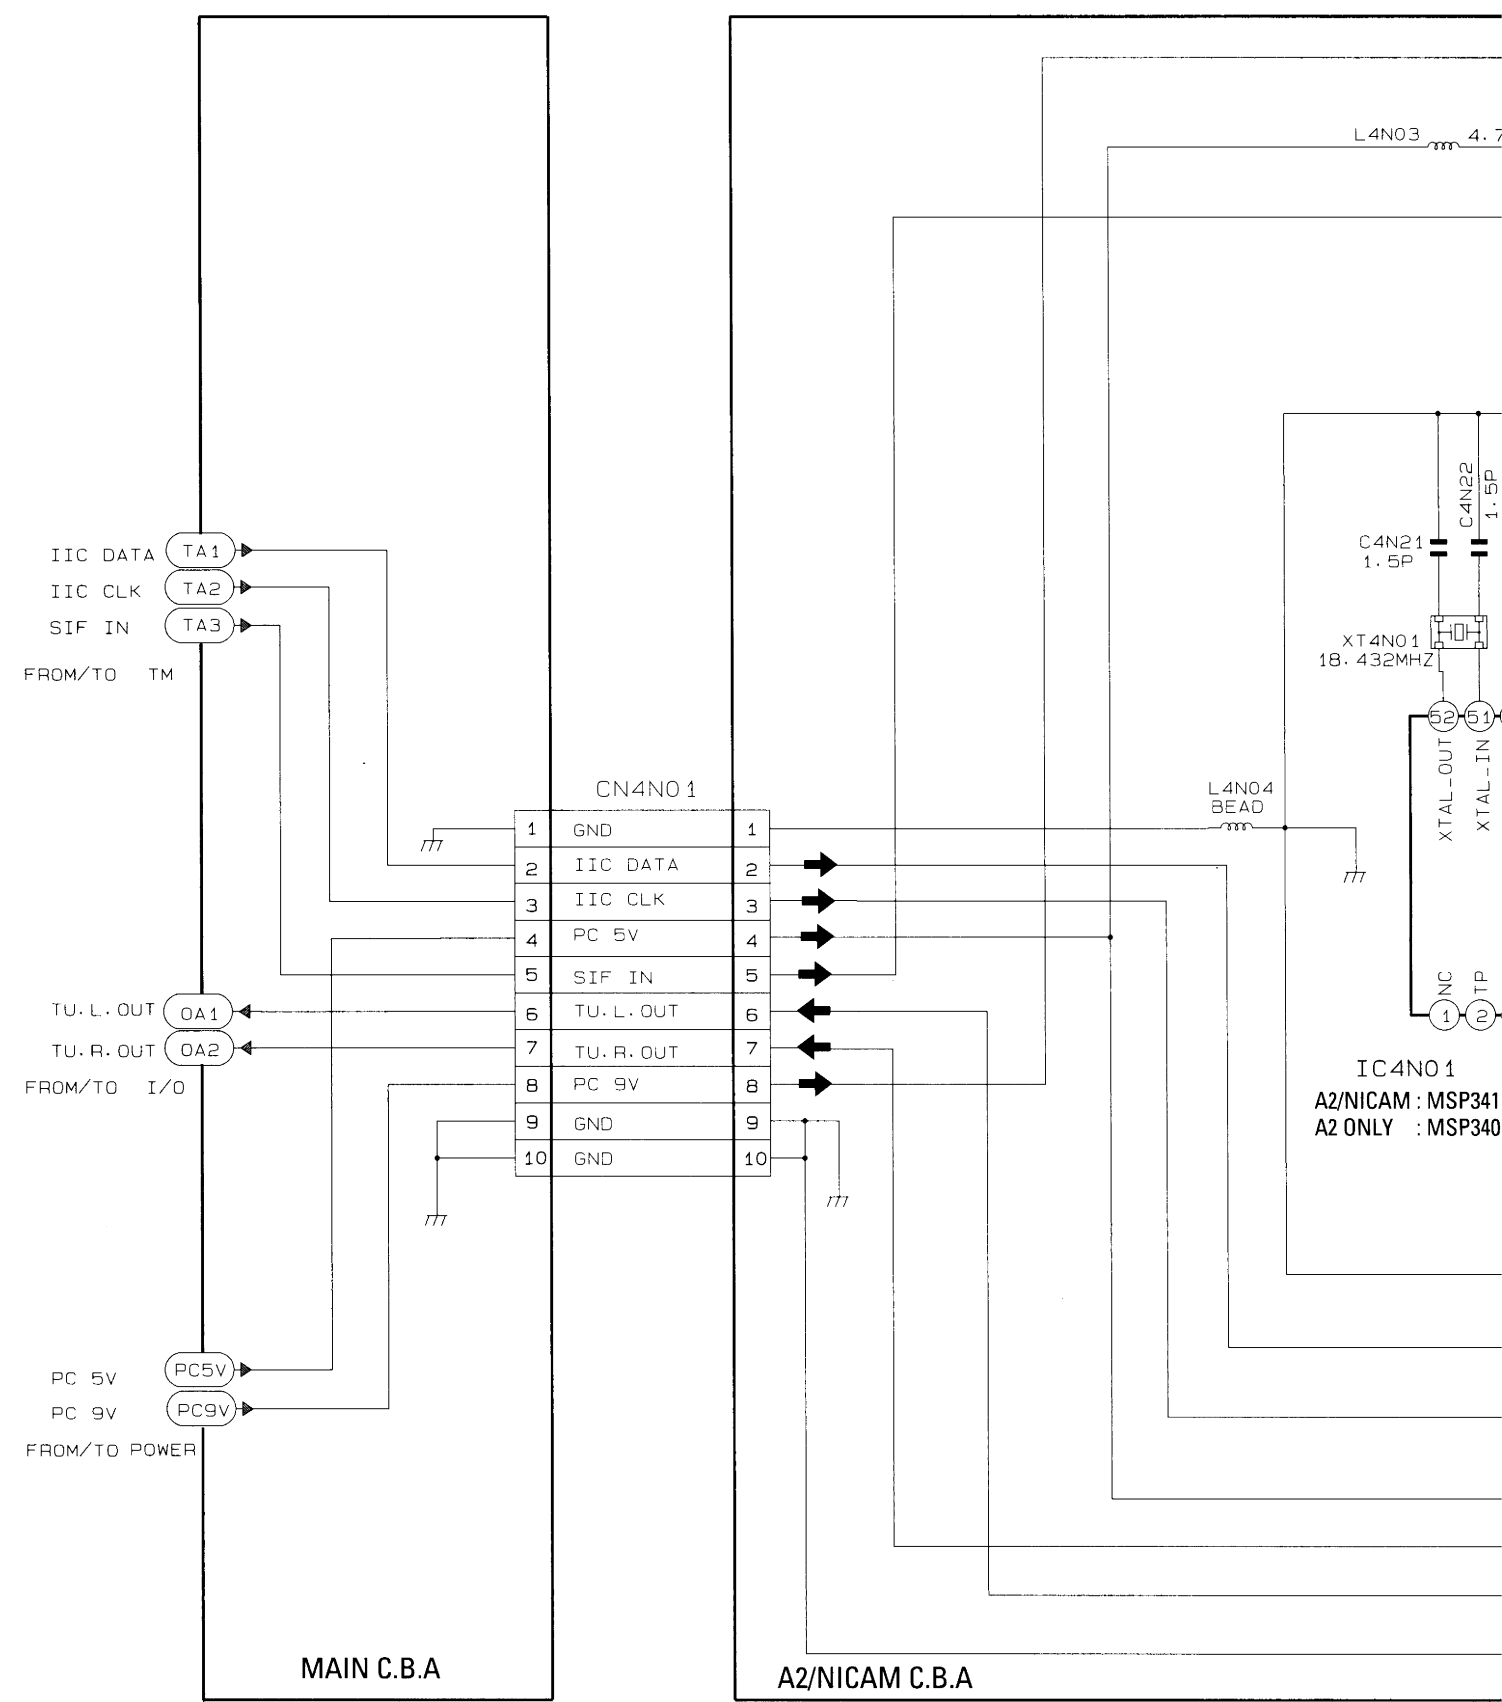 L4N03 4.7
C4N22
1.5P
C4N21
1.5P
IIC DATA TA1
IIC CLK TA2
SIF IN TA3
FROM/TO TM
XT4N01
18.432MHZ
52 51
XTAL_OUT
XTAL_IN
CN4N01
L4N04
BEAD
1 GND 1
2 IIC DATA 2
3 IIC CLK 3
4 PC 5V 4
5 SIF IN 5
6 TU.L.OUT 6
7 TU.R.OUT 7
8 PC 9V 8
9 GND 9
10 GND 10
NC
TP
1 2
TU.L.OUT OA1
TU.R.OUT OA2
FROM/TO I/O
IC4N01
A2/NICAM : MSP341
A2 ONLY : MSP340
PC 5V PC5V
PC 9V PC9V
FROM/TO POWER
MAIN C.B.A
A2/NICAM C.B.A